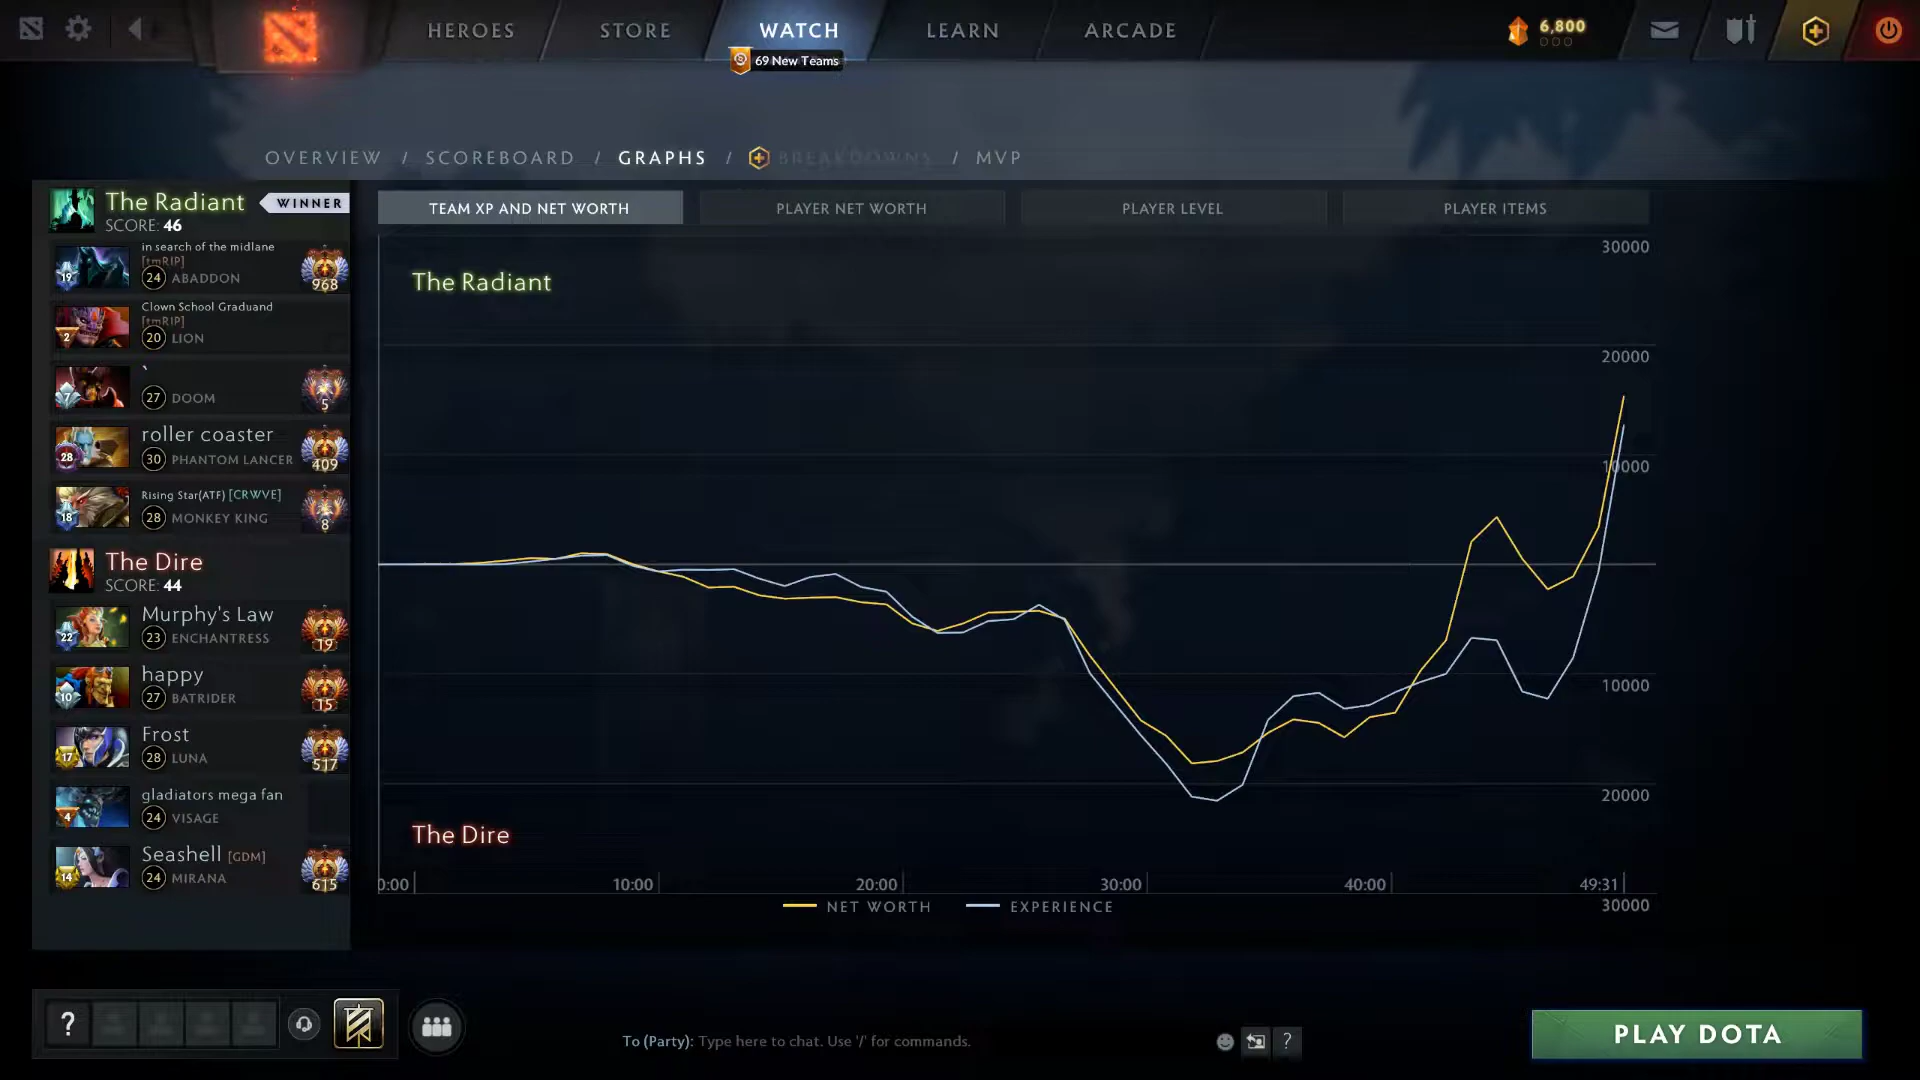 HEROES
STORE
WATCH
LEARN
ARCADE
6,800
69 New Teams
OVERVIEW / SCOREBOARD / GRAPHS / BREAKDOWNS / MVP
The Radiant
WINNER
SCORE: 46
in search of the midlane
[tmRIP]
19
24 ABADDON
968
Clown School Graduand
[tmRIP]
2
20 LION
`
7
27 DOOM
5
roller coaster
28
30 PHANTOM LANCER
409
Rising Star(ATF) [CRWVE]
18
28 MONKEY KING
8
The Dire
SCORE: 44
Murphy's Law
22
23 ENCHANTRESS
19
happy
10
27 BATRIDER
15
Frost
17
28 LUNA
517
gladiators mega fan
4
24 VISAGE
Seashell [GDM]
14
24 MIRANA
615
TEAM XP AND NET WORTH
PLAYER NET WORTH
PLAYER LEVEL
PLAYER ITEMS
The Radiant
30000
20000
10000
10000
20000
30000
The Dire
0:00
10:00
20:00
30:00
40:00
49:31
NET WORTH
EXPERIENCE
?
To (Party): Type here to chat. Use '/' for commands.
?
PLAY DOTA